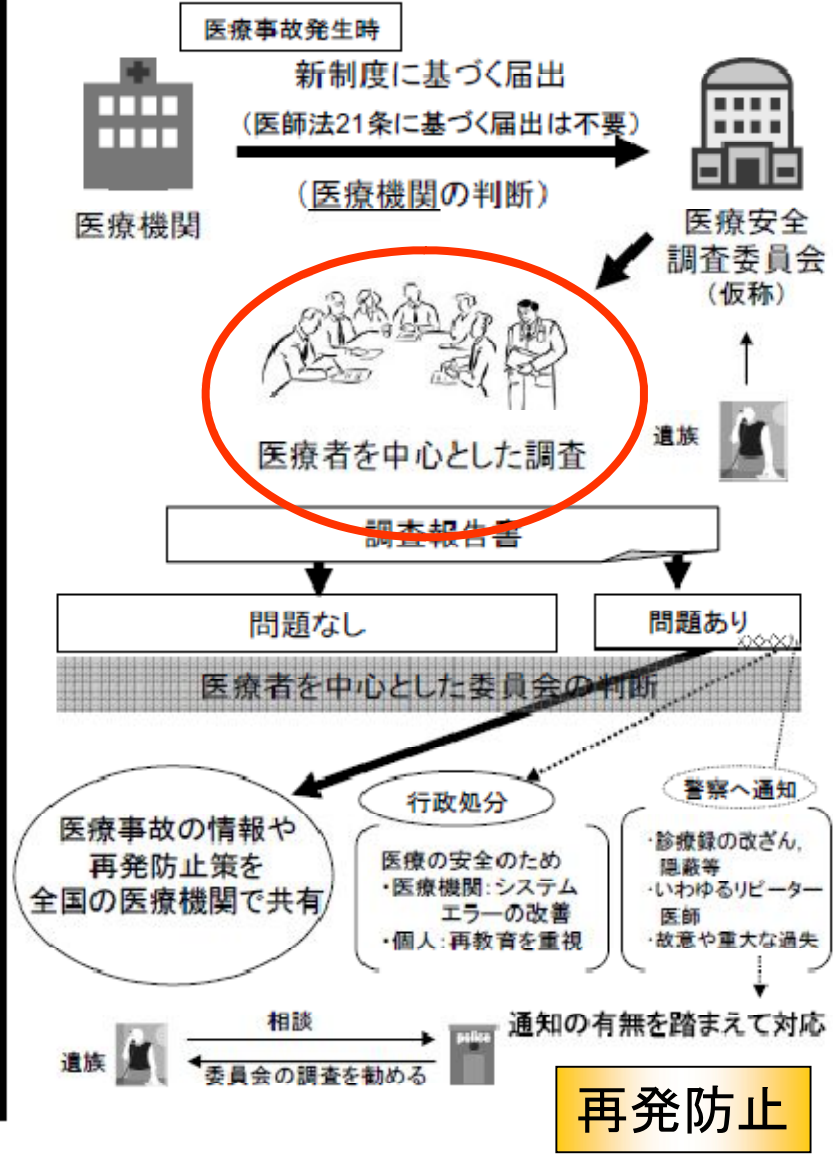 医療事故発生時
新制度に基づく届出
（医師法21条に基づく届出は不要）
（医療機関の判断）
医療機関
医療安全
調査委員会
（仮称）
遺族
医療者を中心とした調査
調査報告書
問題なし
問題あり
医療者を中心とした委員会の判断
医療事故の情報や
再発防止策を
全国の医療機関で共有
行政処分
医療の安全のため
・医療機関：システム
エラーの改善
・個人：再教育を重視
警察へ通知
・診療録の改ざん，
隠蔽等
・いわゆるリピーター
医師
・故意や重大な過失
通知の有無を踏まえて対応
遺族
相談
委員会の調査を勧める
police
再発防止